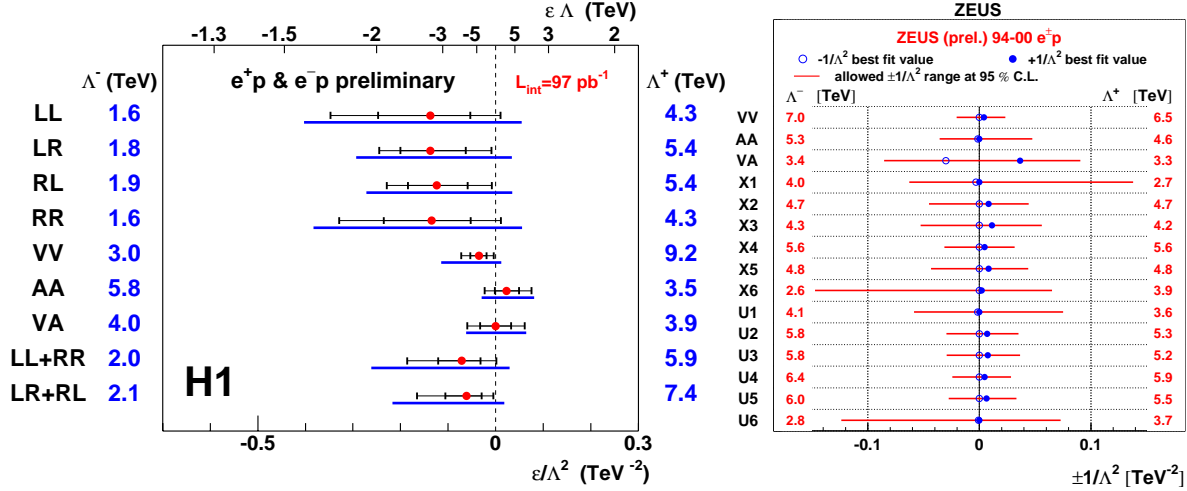 ε Λ (TeV)
-1.3 -2 -3 -5 5 3 2
Λ⁻ (TeV) e⁺p & e⁻p preliminary L_int=97 pb⁻¹ Λ⁺ (TeV)
LL 1.6 4.3
LR 1.8 5.4
RL 1.9 5.4
RR 1.6 4.3
VV 3.0 9.2
AA 5.8 3.5
VA 4.0 3.9
LL+RR 2.0 5.9
LR+RL 2.1 7.4
H1
-0.5 0 0.3
ε/Λ² (TeV⁻²)
ZEUS
ZEUS (prel.) 94-00 e±p
-1/Λ² best fit value +1/Λ² best fit value
allowed ±1/Λ² range at 95 % C.L.
Λ⁻ [TeV] Λ⁺ [TeV]
VV 7.0 6.5
AA 5.3 4.6
VA 3.4 3.3
X1 4.0 2.7
X2 4.7 4.7
X3 4.3 4.2
X4 5.6 5.6
X5 4.8 4.8
X6 2.6 3.9
U1 4.1 3.6
U2 5.8 5.3
U3 5.8 5.2
U4 6.4 5.9
U5 6.0 5.5
U6 2.8 3.7
-0.1 0 0.1
±1/Λ² [TeV⁻²]